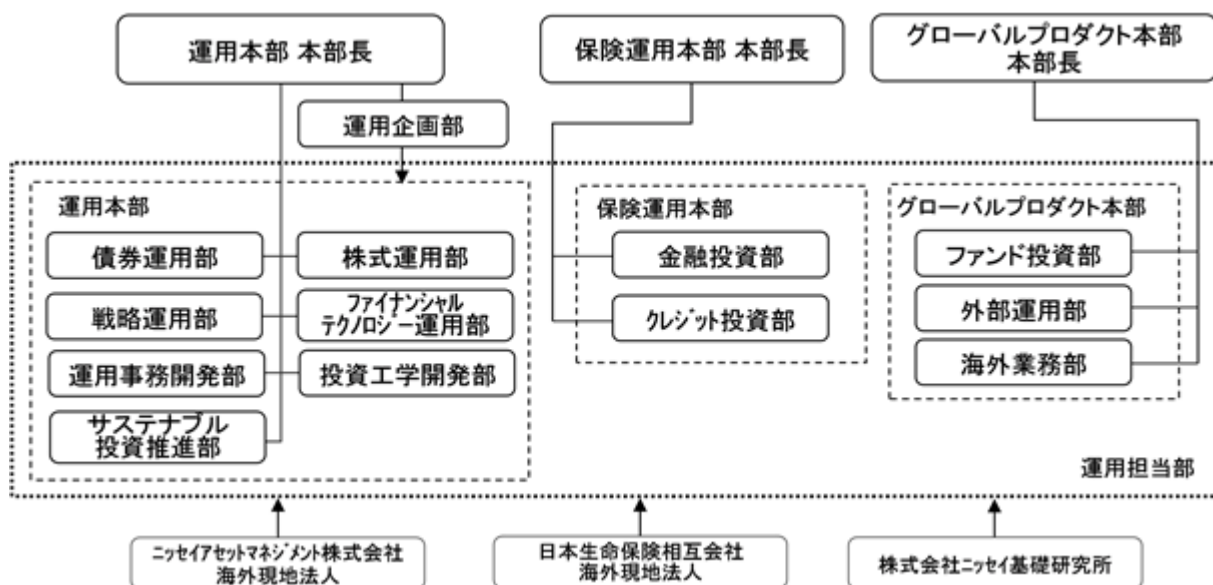 運用本部 本部長
保険運用本部 本部長
グローバルプロダクト本部
本部長
運用企画部
運用本部
債券運用部
株式運用部
戦略運用部
ファイナンシャル
テクノロジー運用部
運用事務開発部
投資工学開発部
サステナブル
投資推進部
保険運用本部
金融投資部
クレジット投資部
グローバルプロダクト本部
ファンド投資部
外部運用部
海外業務部
運用担当部
ニッセイアセットマネジメント株式会社
海外現地法人
日本生命保険相互会社
海外現地法人
株式会社ニッセイ基礎研究所